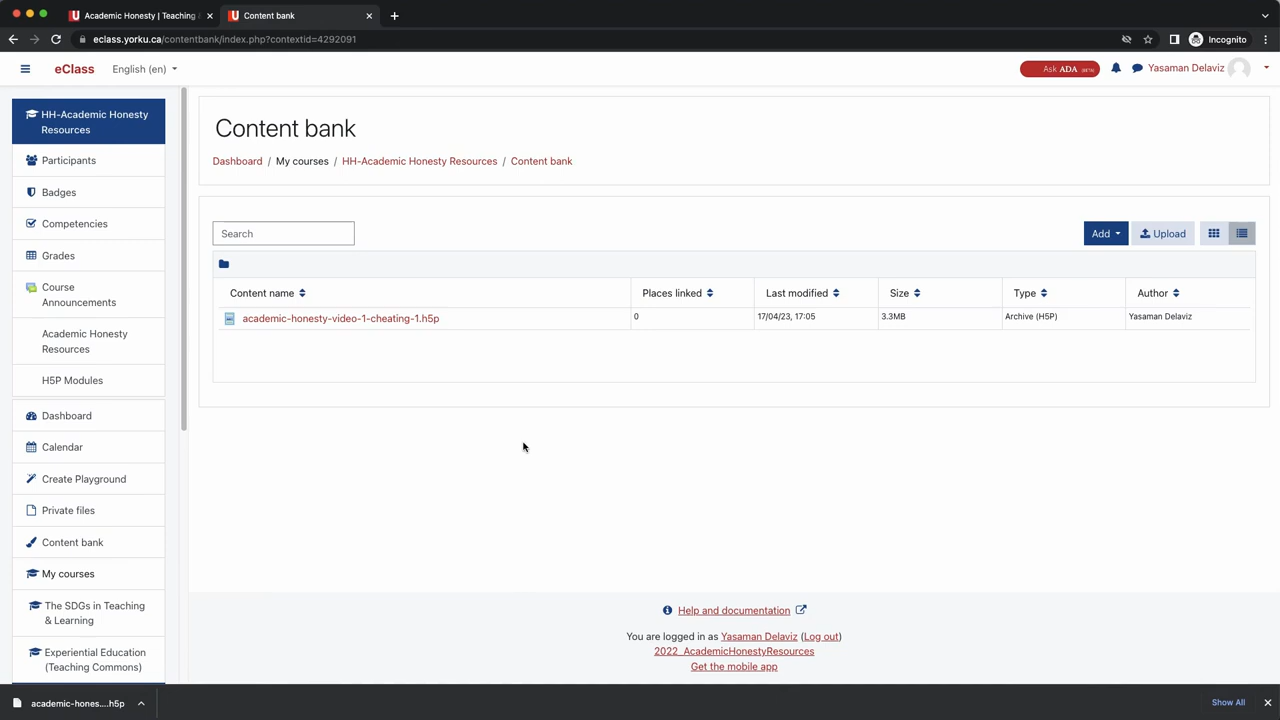 Academic Honesty | Teaching &
Content bank
eclass.yorku.ca/contentbank/index.php?contextid=4292091
Incognito
eClass
English (en)
Ask ADA (BETA)
Yasaman Delaviz
HH-Academic Honesty
Resources
Participants
Badges
Competencies
Grades
Course
Announcements
Academic Honesty
Resources
H5P Modules
Dashboard
Calendar
Create Playground
Private files
Content bank
My courses
The SDGs in Teaching
& Learning
Experiential Education
(Teaching Commons)
Content bank
Dashboard / My courses / HH-Academic Honesty Resources / Content bank
Search
Add
Upload
Content name Places linked Last modified Size Type Author
academic-honesty-video-1-cheating-1.h5p 0 17/04/23, 17:05 3.3MB Archive (H5P) Yasaman Delaviz
Help and documentation
You are logged in as Yasaman Delaviz (Log out)
2022_AcademicHonestyResources
Get the mobile app
academic-hones....h5p
Show All